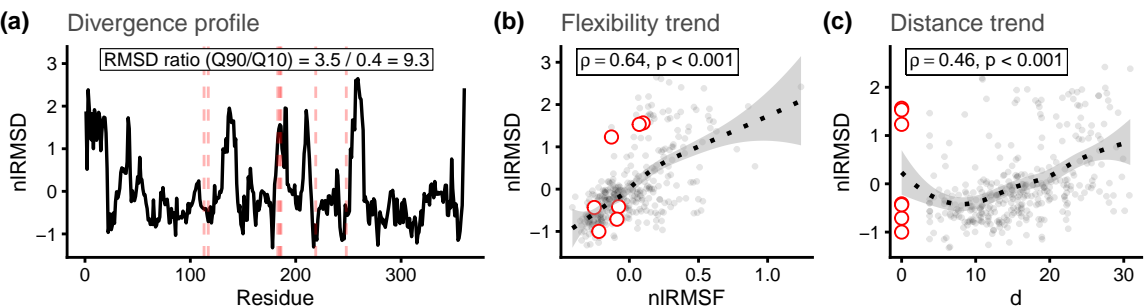 (a) Divergence profile
RMSD ratio (Q90/Q10) = 3.5 / 0.4 = 9.3
nlRMSD
3
2
1
0
−1
0 100 200 300
Residue
(b) Flexibility trend
ρ = 0.64, p < 0.001
nlRMSD
3
2
1
0
−1
0.0 0.5 1.0
nlRMSF
(c) Distance trend
ρ = 0.46, p < 0.001
nlRMSD
2
1
0
−1
0 10 20 30
d